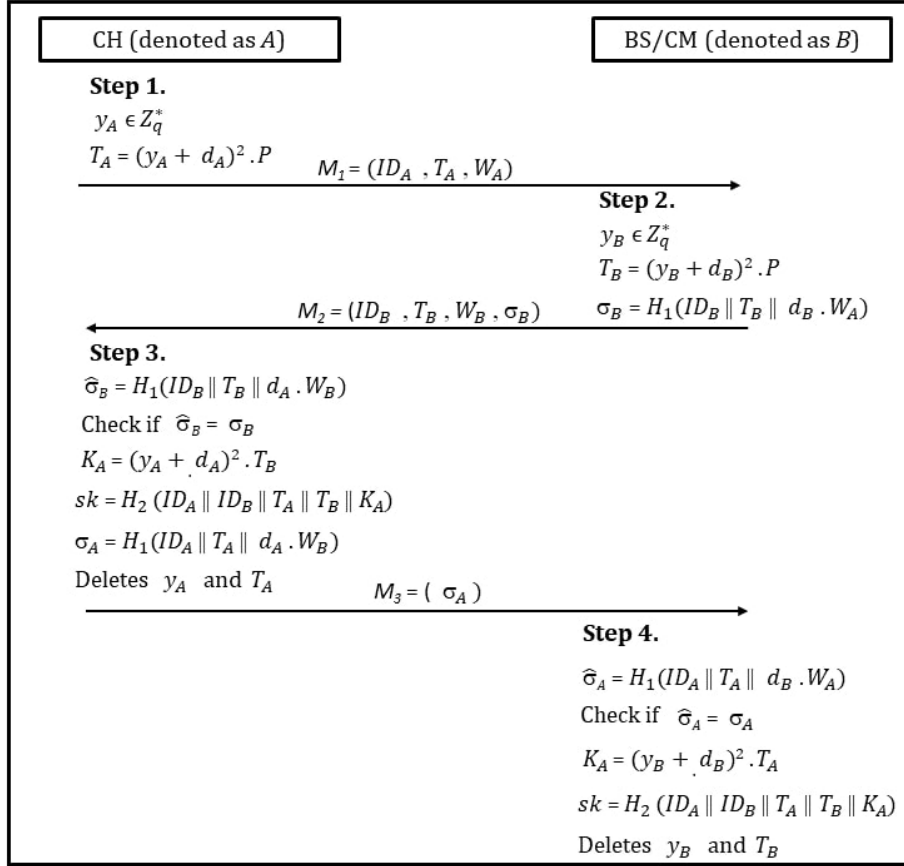 CH (denoted as A)
BS/CM (denoted as B)
Step 1.
y_A ϵ Z_q^*
T_A = (y_A + d_A)² . P
M_1 = (ID_A , T_A , W_A)
Step 2.
y_B ϵ Z_q^*
T_B = (y_B + d_B)² . P
σ_B = H_1(ID_B ∥ T_B ∥ d_B . W_A)
M_2 = (ID_B , T_B , W_B , σ_B)
Step 3.
σ̂_B = H_1(ID_B ∥ T_B ∥ d_A . W_B)
Check if σ̂_B = σ_B
K_A = (y_A + d_A)² . T_B
sk = H_2 (ID_A ∥ ID_B ∥ T_A ∥ T_B ∥ K_A)
σ_A = H_1(ID_A ∥ T_A ∥ d_A . W_B)
Deletes y_A and T_A
M_3 = ( σ_A )
Step 4.
σ̂_A = H_1(ID_A ∥ T_A ∥ d_B . W_A)
Check if σ̂_A = σ_A
K_A = (y_B + d_B)² . T_A
sk = H_2 (ID_A ∥ ID_B ∥ T_A ∥ T_B ∥ K_A)
Deletes y_B and T_B